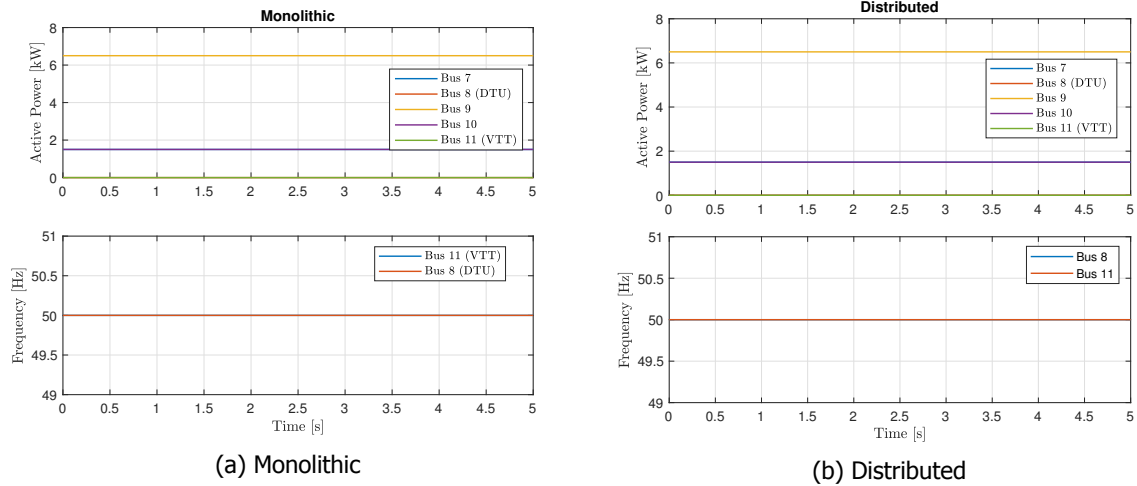 Monolithic
Active Power [kW]
8
6
4
2
0
Bus 7
Bus 8 (DTU)
Bus 9
Bus 10
Bus 11 (VTT)
0 0.5 1 1.5 2 2.5 3 3.5 4 4.5 5
Frequency [Hz]
51
50.5
50
49.5
49
Bus 11 (VTT)
Bus 8 (DTU)
0 0.5 1 1.5 2 2.5 3 3.5 4 4.5 5
Time [s]
(a) Monolithic
Distributed
Active Power [kW]
8
6
4
2
0
Bus 7
Bus 8 (DTU)
Bus 9
Bus 10
Bus 11 (VTT)
0 0.5 1 1.5 2 2.5 3 3.5 4 4.5 5
Frequency [Hz]
51
50.5
50
49.5
49
Bus 8
Bus 11
0 0.5 1 1.5 2 2.5 3 3.5 4 4.5 5
Time [s]
(b) Distributed